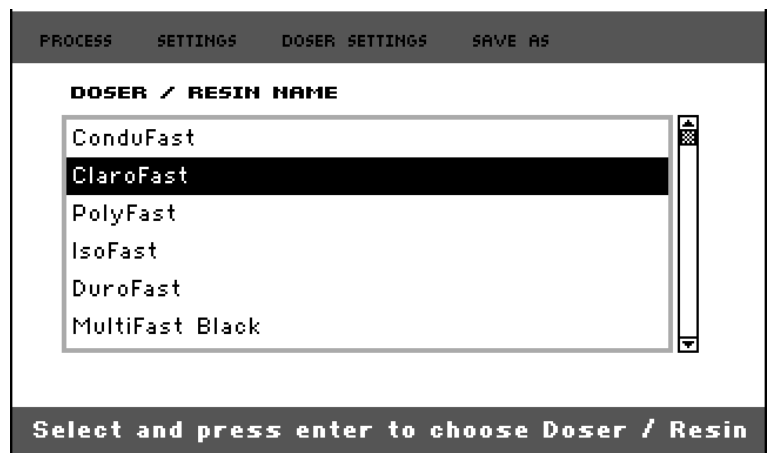 PROCESS SETTINGS DOSER SETTINGS SAVE AS
DOSER / RESIN NAME
ConduFast
ClaroFast
PolyFast
IsoFast
DuroFast
MultiFast Black
Select and press enter to choose Doser / Resin